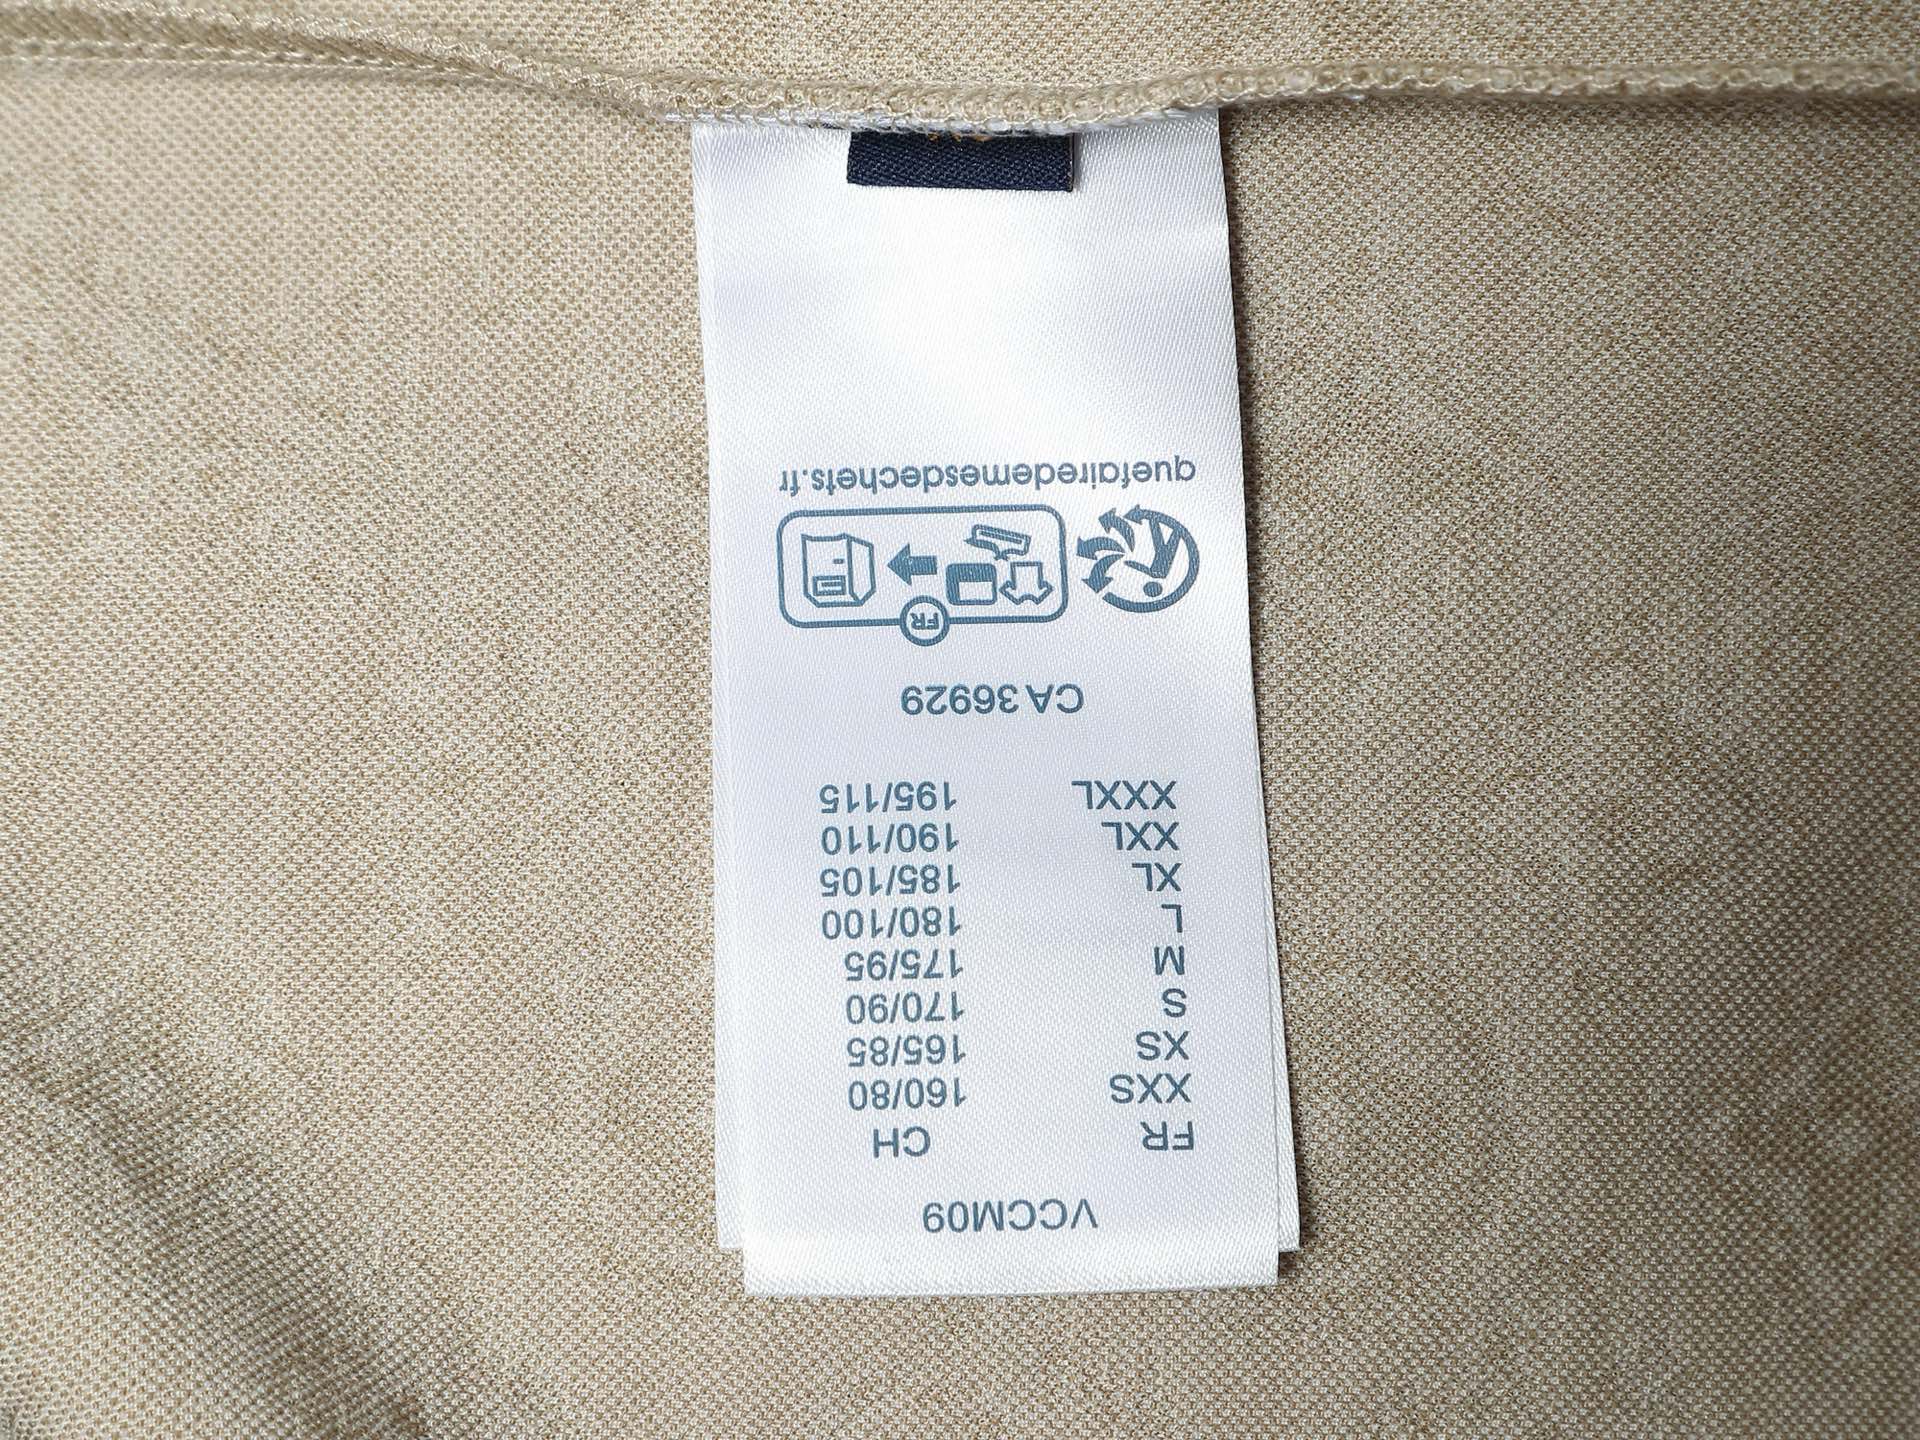 VCCM09
FR CH
XXS 160/80
XS 165/85
S 170/90
M 175/95
L 180/100
XL 185/105
XXL 190/110
XXXL 195/115
CA 36929
FR
quefairedemesdechets.fr